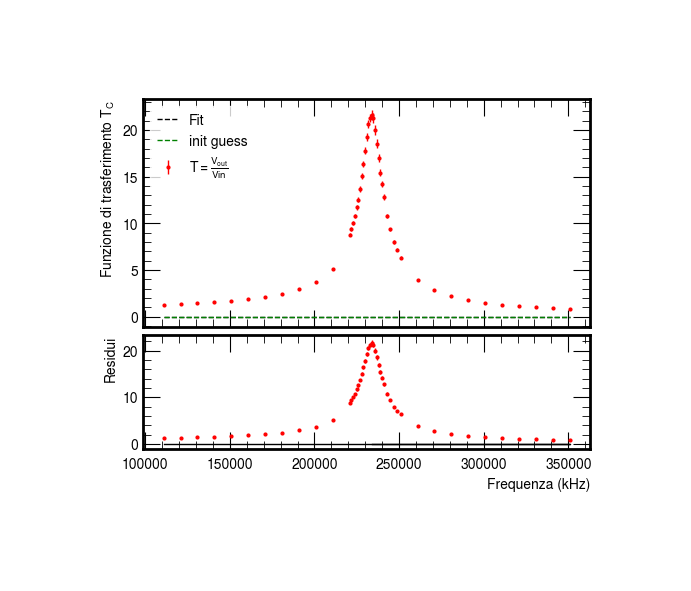 Funzione di trasferimento T_C
20
15
10
5
0
Fit
init guess
T = V_out/Vin
Residui
20
10
0
100000 150000 200000 250000 300000 350000
Frequenza (kHz)